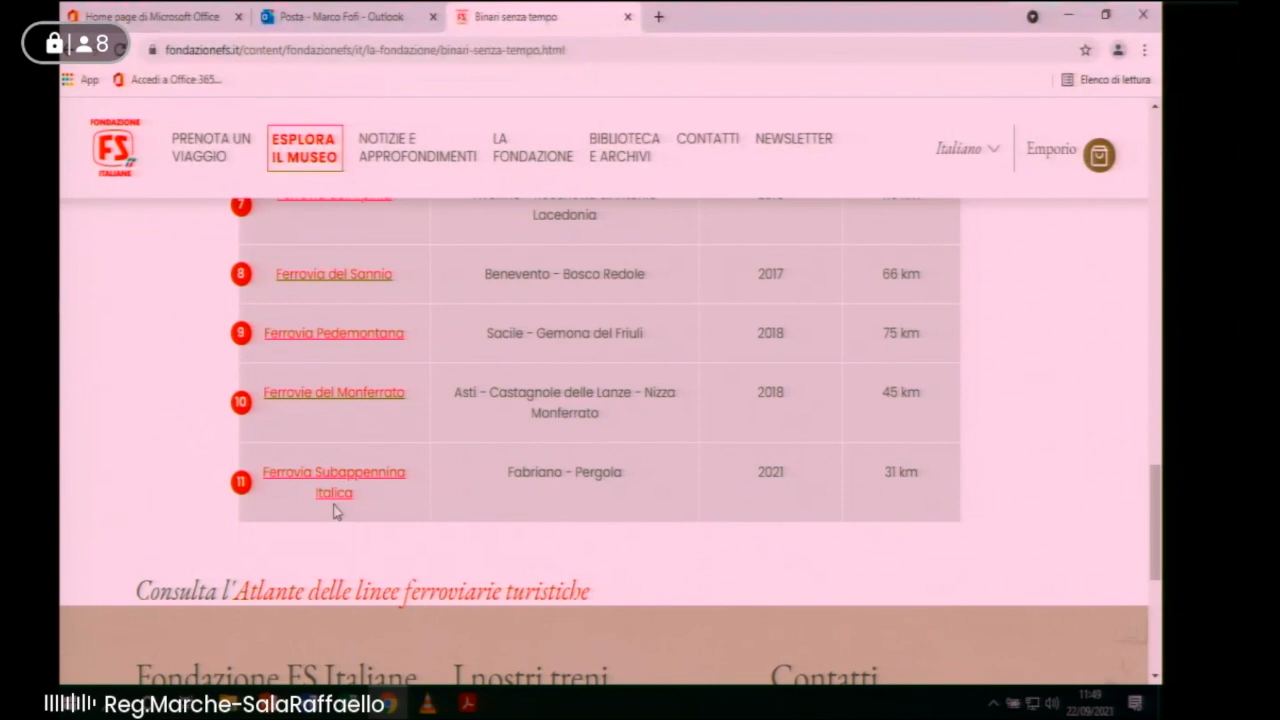 Home page di Microsoft Office
Posta - Marco Fofi - Outlook
Binari senza tempo
8
fondazionefs.it/content/fondazionefs/it/la-fondazione/binari-senza-tempo.html
App
Accedi a Office 365...
Elenco di lettura
FONDAZIONE
FS
ITALIANE
PRENOTA UN
VIAGGIO
ESPLORA
IL MUSEO
NOTIZIE E
APPROFONDIMENTI
LA
FONDAZIONE
BIBLIOTECA
E ARCHIVI
CONTATTI
NEWSLETTER
Italiano
Emporio
7
Lacedonia
8 Ferrovia del Sannio Benevento - Bosco Redole 2017 66 km
9 Ferrovia Pedemontana Sacile - Gemona del Friuli 2018 75 km
10 Ferrovie del Monferrato Asti - Castagnole delle Lanze - Nizza 2018 45 km
Monferrato
11 Ferrovia Subappennina Fabriano - Pergola 2021 31 km
Italica
Consulta l'Atlante delle linee ferroviarie turistiche
Fondazione FS Italiane I nostri treni Contatti
Reg.Marche-SalaRaffaello
11:49
22/09/2021